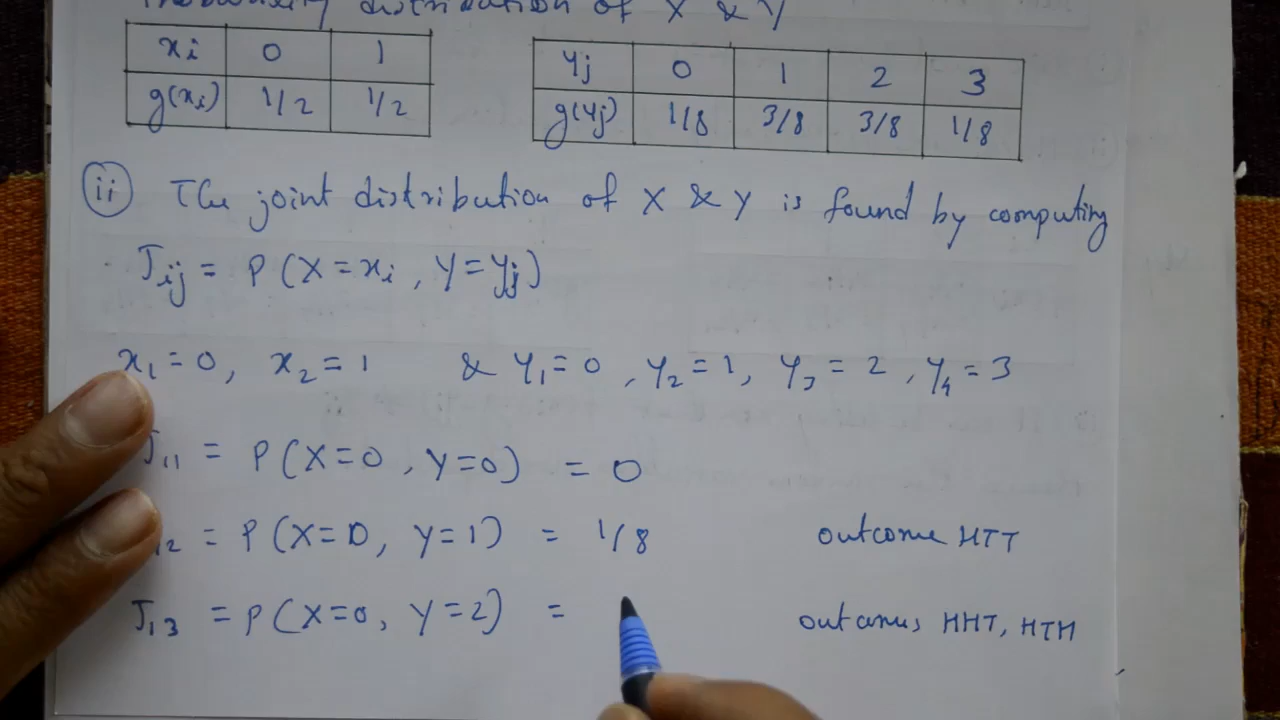 distribution of X & Y
xi 0 1
g(xi) 1/2 1/2
yj 0 1 2 3
g(yj) 1/8 3/8 3/8 1/8
ii The joint distribution of X & Y is found by computing
Jij = P(X=xi, Y=yj)
x1=0, x2=1 & y1=0, y2=1, y3=2, y4=3
J11 = P(X=0, Y=0) = 0
12 = P(X=0, Y=1) = 1/8 outcome HTT
J13 = P(X=0, Y=2) = outcomes HHT, HTH